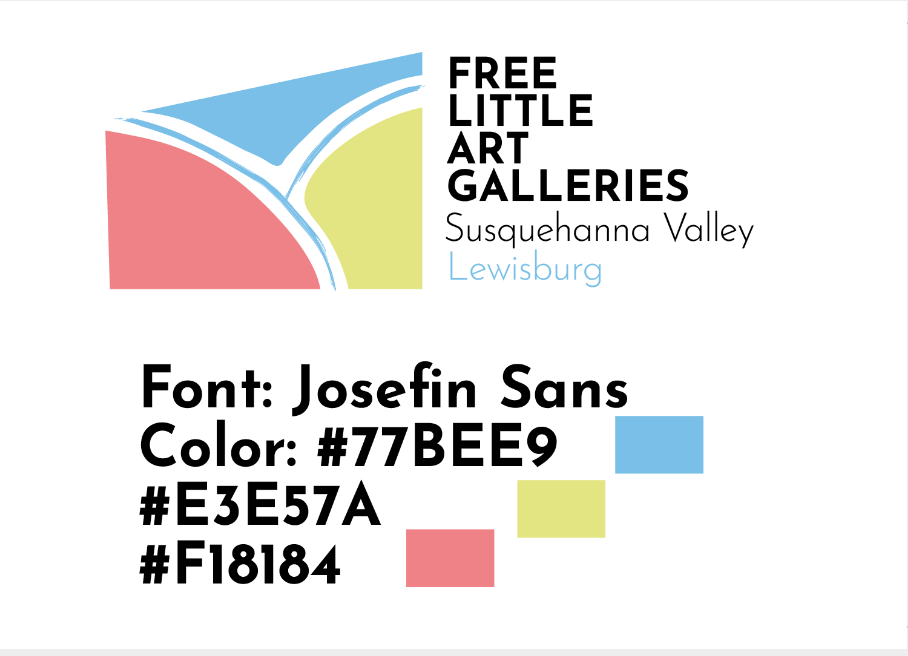 FREE
LITTLE
ART
GALLERIES
Susquehanna Valley
Lewisburg
Font: Josefin Sans
Color: #77BEE9
#E3E57A
#F18184